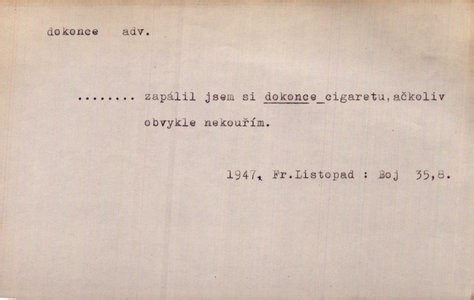 dokonce adv.
........ zapálil jsem si dokonce cigaretu,ačkoliv
obvykle nekouřím.
1947, Fr.Listopad : Boj 35,8.